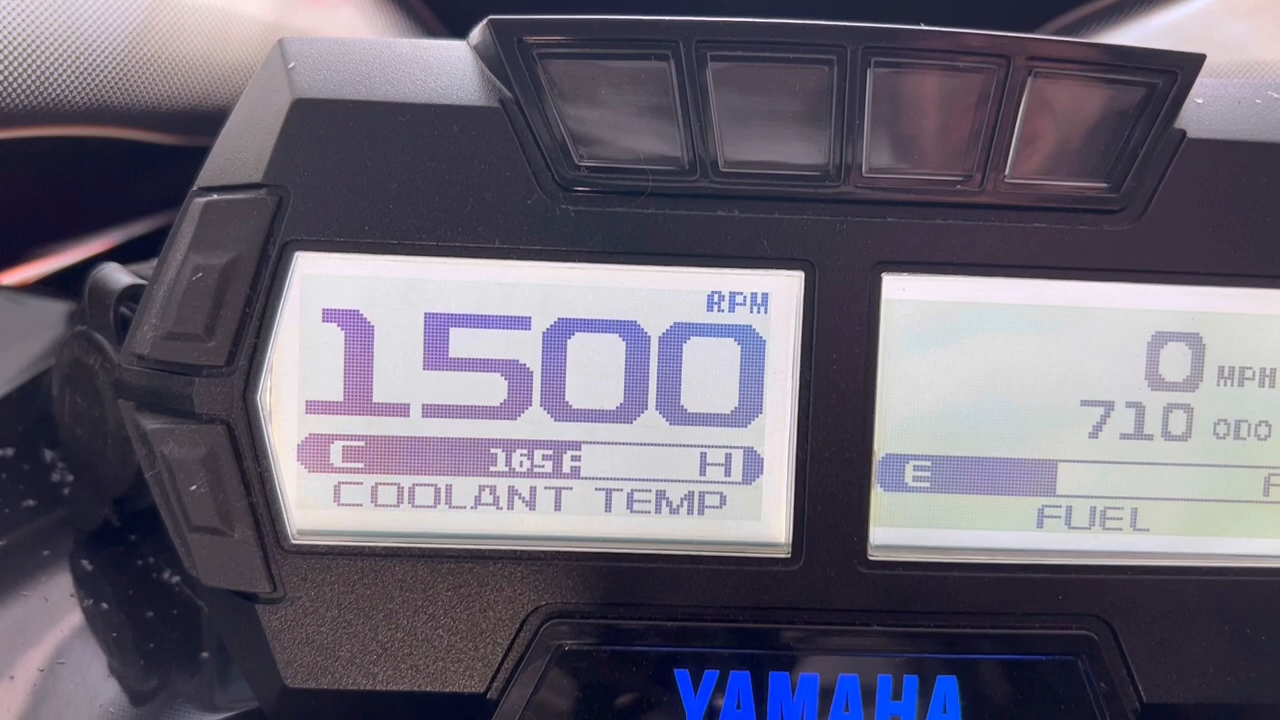 RPM
1500
C 165F H
COOLANT TEMP
0 MPH
710 ODO
E F
FUEL
YAMAHA